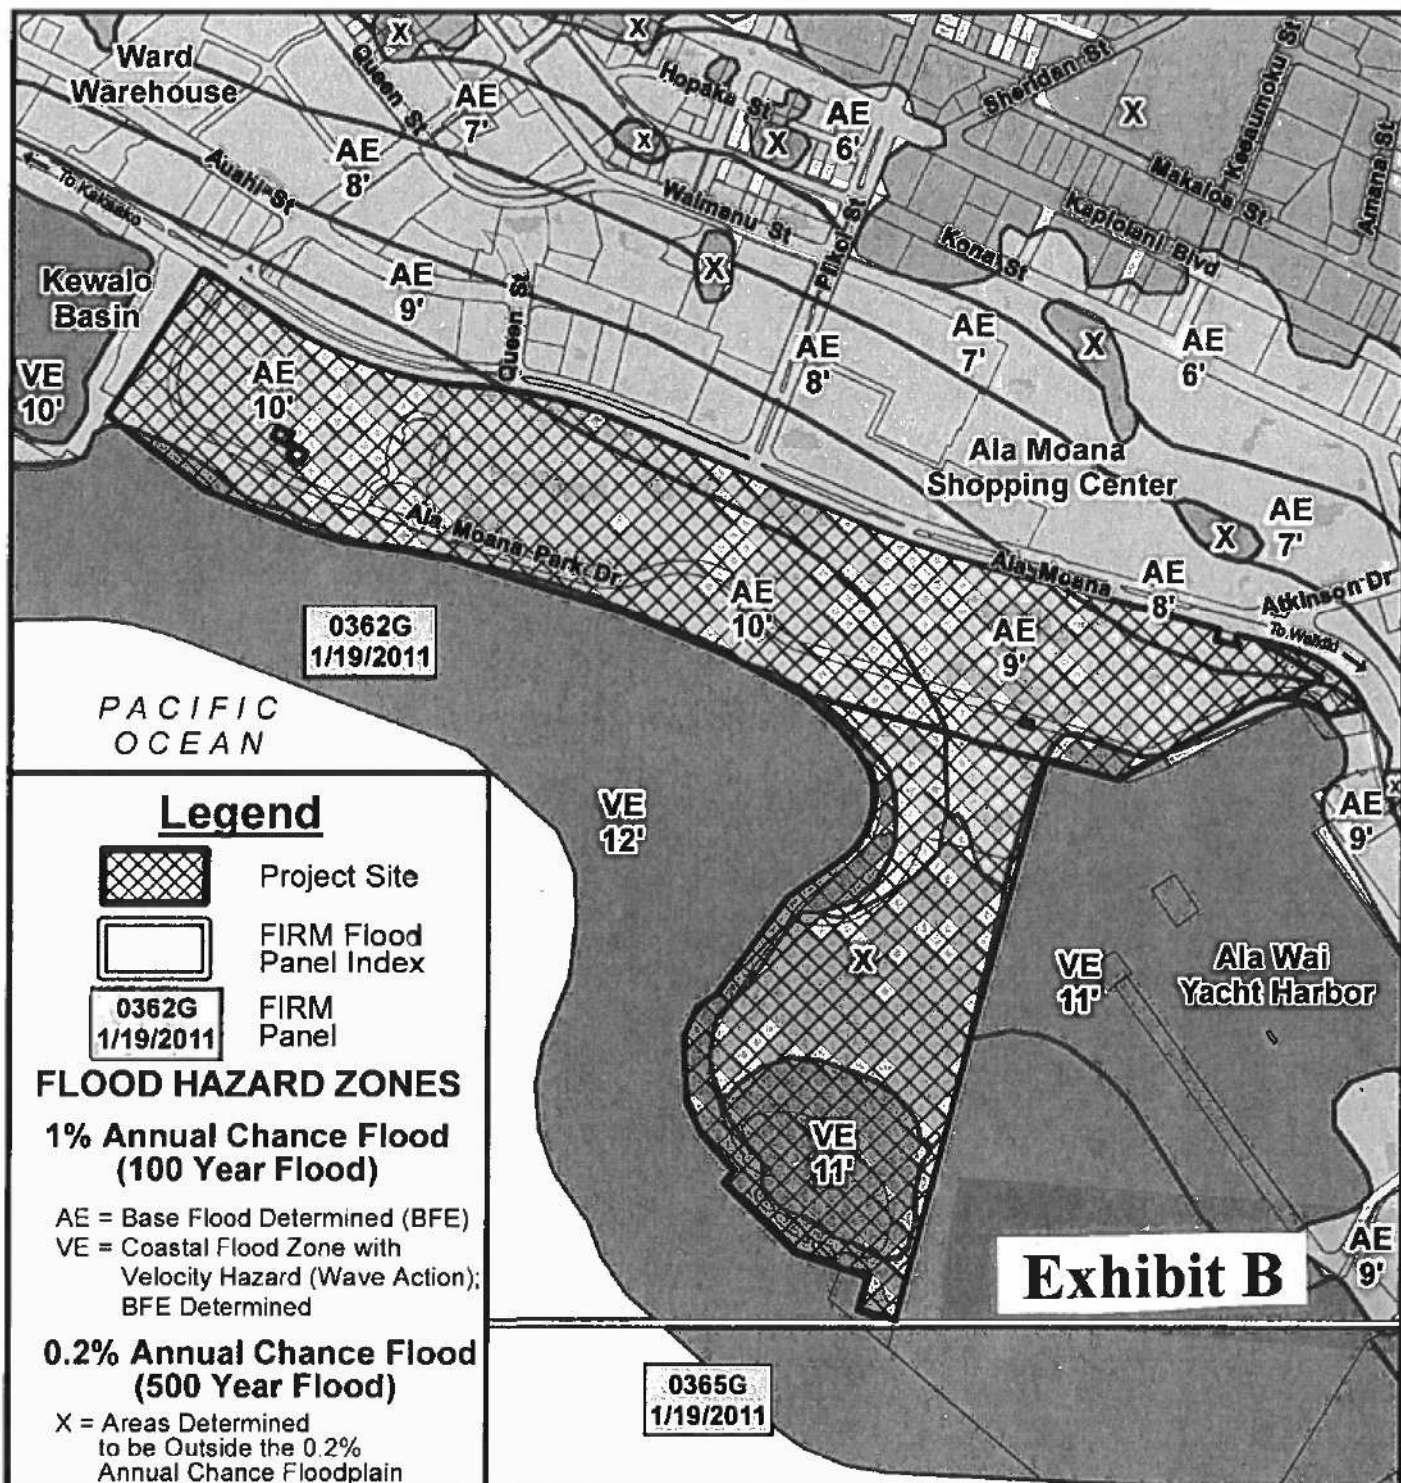 Ward
Warehouse
Queen St
X
AE
7'
X
Hopaka St
X
X
AE
6'
Sheridan St
X
Keeaumoku St
Makaloa St
Amana St
Kapiolani Blvd
AE
8'
Auahi St
To Kakaako
Waimanu St
Piikoi St
Kona St
Kewalo
Basin
VE
10'
AE
9'
Queen St
X
AE
10'
AE
8'
AE
7'
X
AE
6'
Ala Moana
Shopping Center
X
AE
7'
Ala Moana Park Dr
Ala Moana
AE
8'
Atkinson Dr
To Waikiki
AE
10'
AE
9'
0362G
1/19/2011
PACIFIC
OCEAN
VE
12'
X
AE
9'
X
VE
11'
Ala Wai
Yacht Harbor
VE
11'
AE
9'
Exhibit B
0365G
1/19/2011
Legend
Project Site
FIRM Flood
Panel Index
0362G
1/19/2011
FIRM
Panel
FLOOD HAZARD ZONES
1% Annual Chance Flood
(100 Year Flood)
AE = Base Flood Determined (BFE)
VE = Coastal Flood Zone with
Velocity Hazard (Wave Action);
BFE Determined
0.2% Annual Chance Flood
(500 Year Flood)
X = Areas Determined
to be Outside the 0.2%
Annual Chance Floodplain